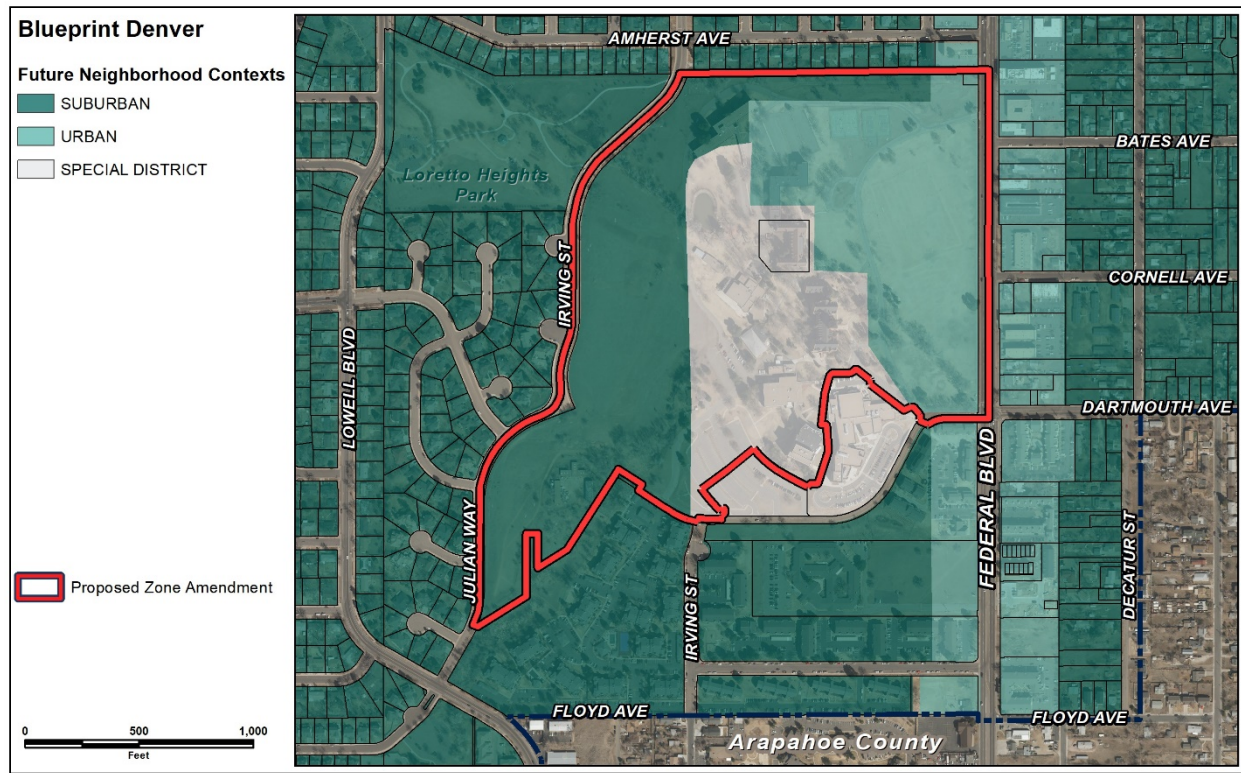 Blueprint Denver
Future Neighborhood Contexts
SUBURBAN
URBAN
SPECIAL DISTRICT
Proposed Zone Amendment
0 500 1,000
Feet
AMHERST AVE
BATES AVE
Loretto Heights
Park
IRVING ST
CORNELL AVE
LOWELL BLVD
DARTMOUTH AVE
FEDERAL BLVD
JULIAN WAY
DECATUR ST
IRVING ST
FLOYD AVE
FLOYD AVE
Arapahoe County